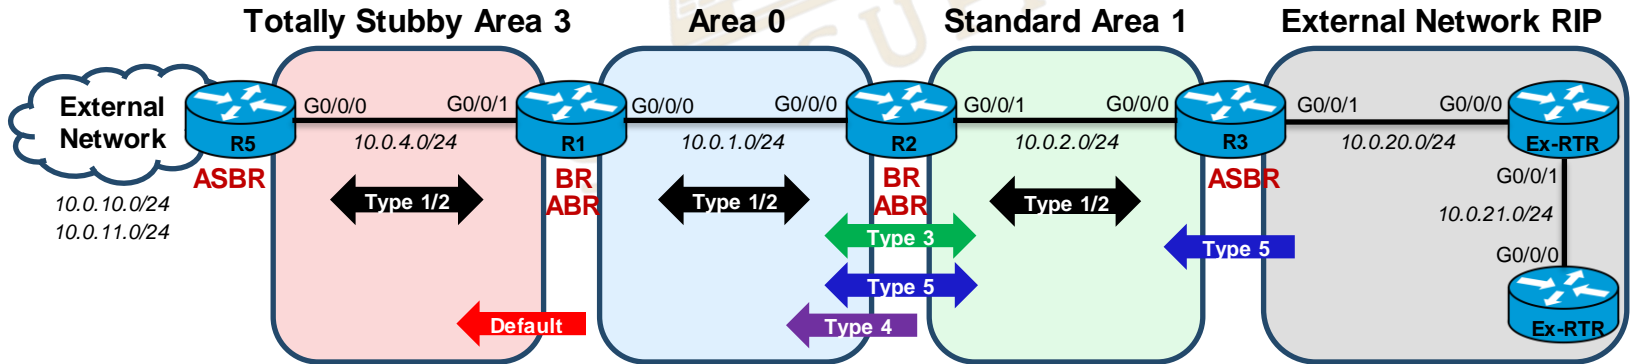 Totally Stubby Area 3
Area 0
Standard Area 1
External Network RIP
External
Network
R5
ASBR
10.0.10.0/24
10.0.11.0/24
G0/0/0
G0/0/1
10.0.4.0/24
Type 1/2
Default
R1
BR
ABR
G0/0/0
G0/0/0
10.0.1.0/24
Type 1/2
R2
BR
ABR
Type 3
Type 5
Type 4
G0/0/1
G0/0/0
10.0.2.0/24
Type 1/2
R3
ASBR
Type 5
G0/0/1
G0/0/0
10.0.20.0/24
Ex-RTR
G0/0/1
10.0.21.0/24
G0/0/0
Ex-RTR